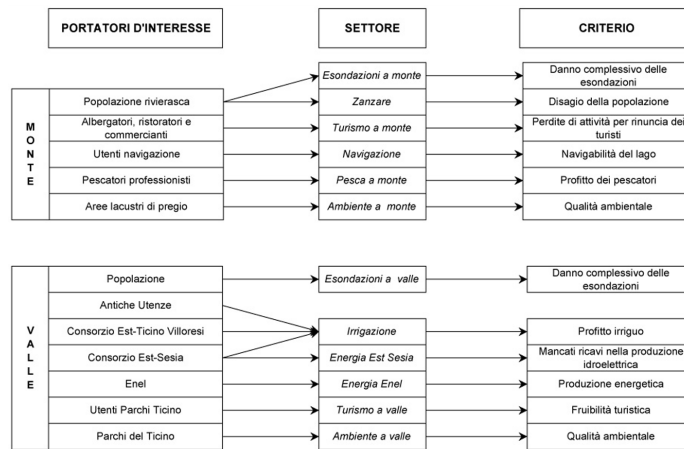 PORTATORI D'INTERESSE SETTORE CRITERIO
Esondazioni a monte Danno complessivo delle
esondazioni
MONTE
Popolazione rivierasca Zanzare Disagio della popolazione
Albergatori, ristoratori e
commercianti Turismo a monte Perdite di attività per rinuncia dei
turisti
Utenti navigazione Navigazione Navigabilità del lago
Pescatori professionisti Pesca a monte Profitto dei pescatori
Aree lacustri di pregio Ambiente a monte Qualità ambientale
VALLE
Popolazione Esondazioni a valle Danno complessivo delle
esondazioni
Antiche Utenze
Consorzio Est-Ticino Villoresi Irrigazione Profitto irriguo
Consorzio Est-Sesia Energia Est Sesia Mancati ricavi nella produzione
idroelettrica
Enel Energia Enel Produzione energetica
Utenti Parchi Ticino Turismo a valle Fruibilità turistica
Parchi del Ticino Ambiente a valle Qualità ambientale